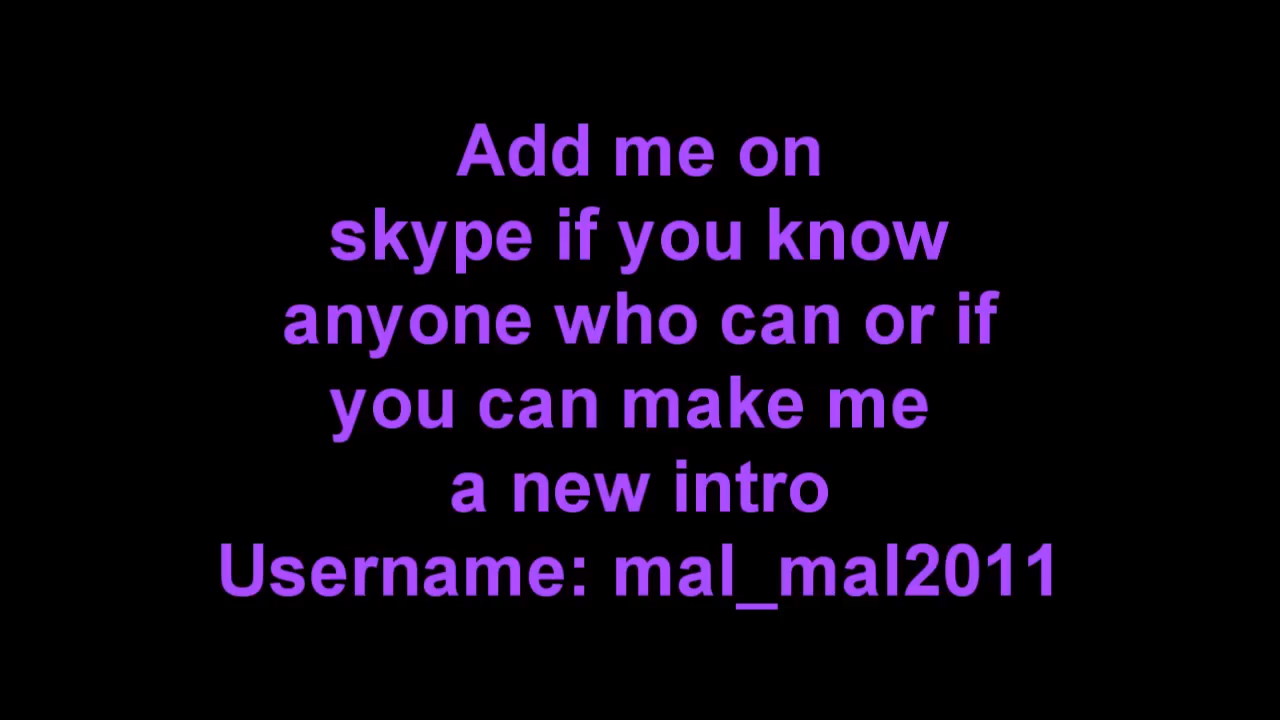 Add me on
skype if you know
anyone who can or if
you can make me
a new intro
Username: mal_mal2011